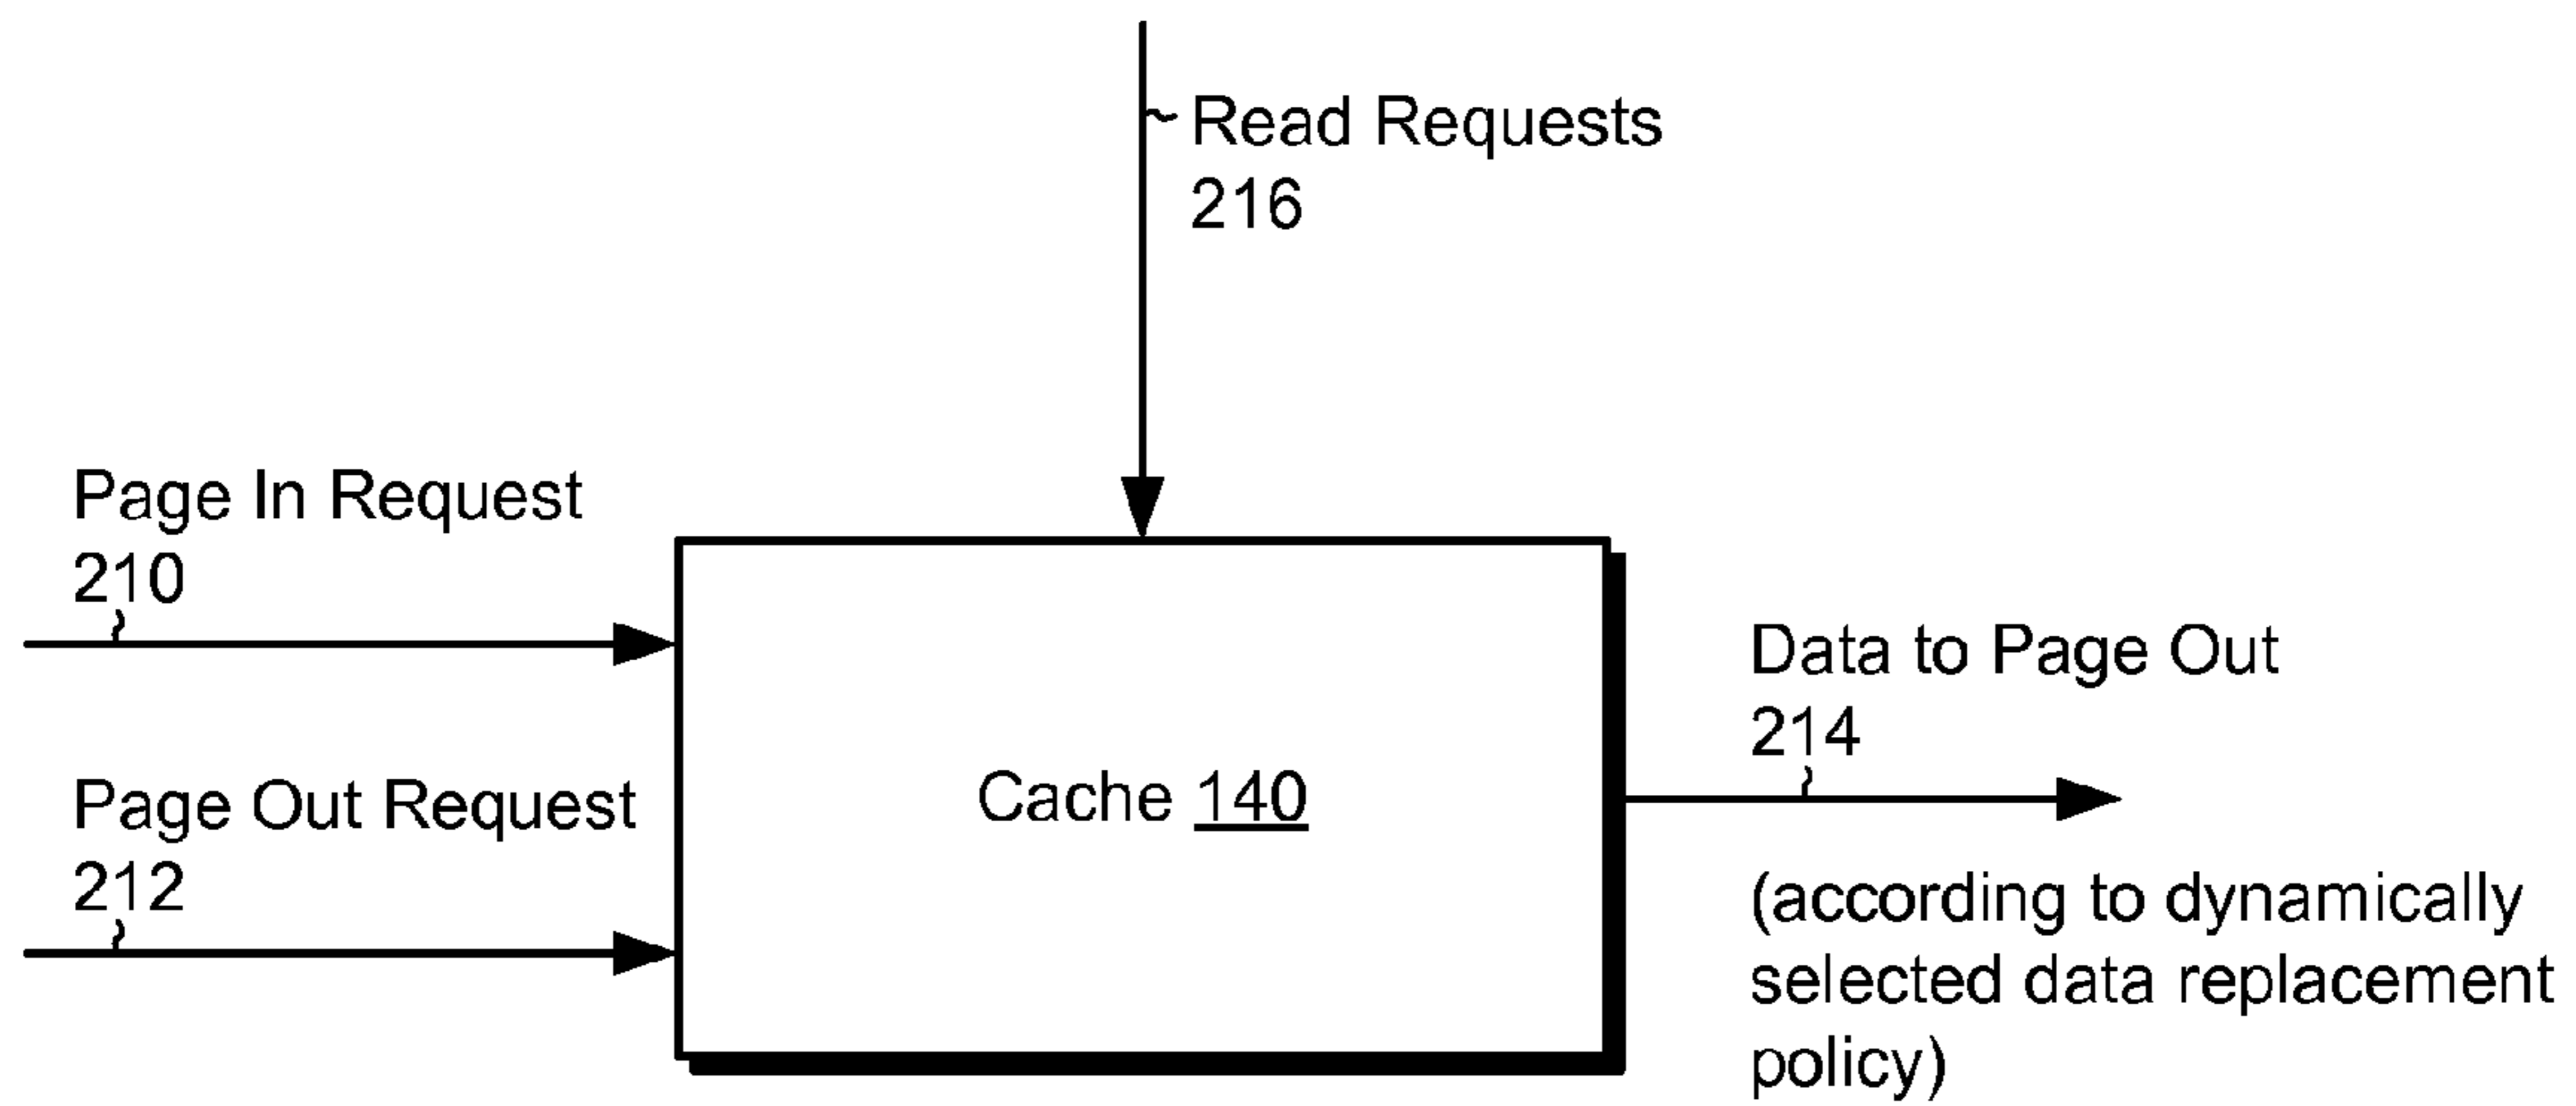 Read Requests
216
Page In Request
210
Page Out Request
212
Cache 140
Data to Page Out
214
(according to dynamically
selected data replacement
policy)